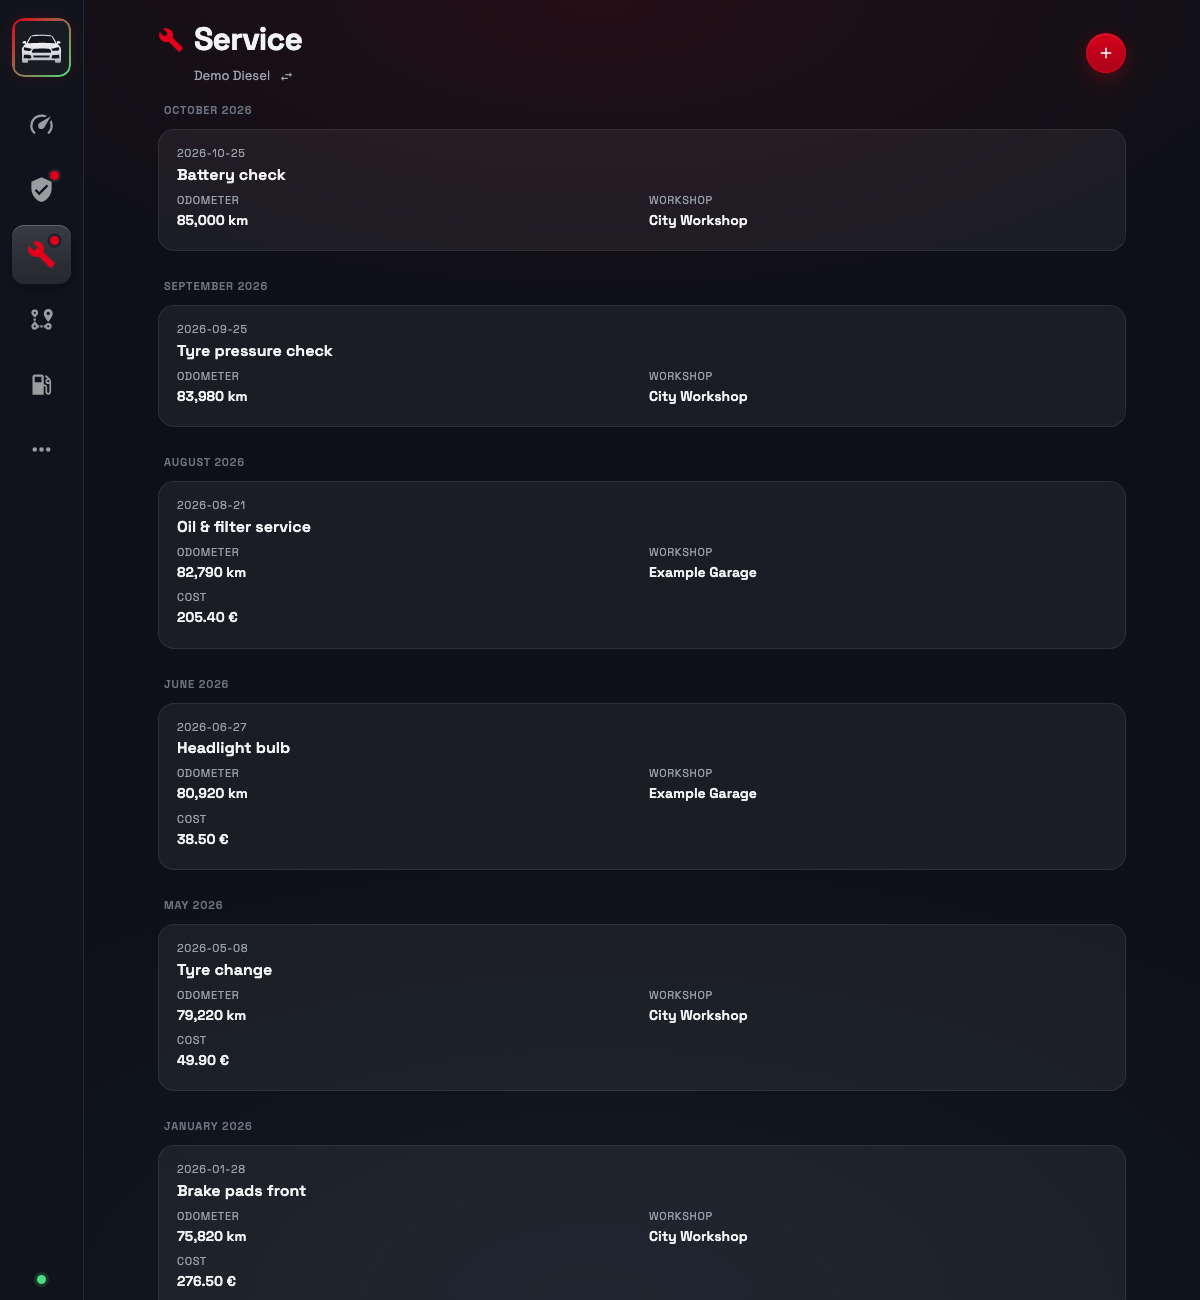 Service
Demo Diesel
OCTOBER 2026
2026-10-25
Battery check
ODOMETER WORKSHOP
85,000 km City Workshop
SEPTEMBER 2026
2026-09-25
Tyre pressure check
ODOMETER WORKSHOP
83,980 km City Workshop
AUGUST 2026
2026-08-21
Oil & filter service
ODOMETER WORKSHOP
82,790 km Example Garage
COST
205.40 €
JUNE 2026
2026-06-27
Headlight bulb
ODOMETER WORKSHOP
80,920 km Example Garage
COST
38.50 €
MAY 2026
2026-05-08
Tyre change
ODOMETER WORKSHOP
79,220 km City Workshop
COST
49.90 €
JANUARY 2026
2026-01-28
Brake pads front
ODOMETER WORKSHOP
75,820 km City Workshop
COST
276.50 €